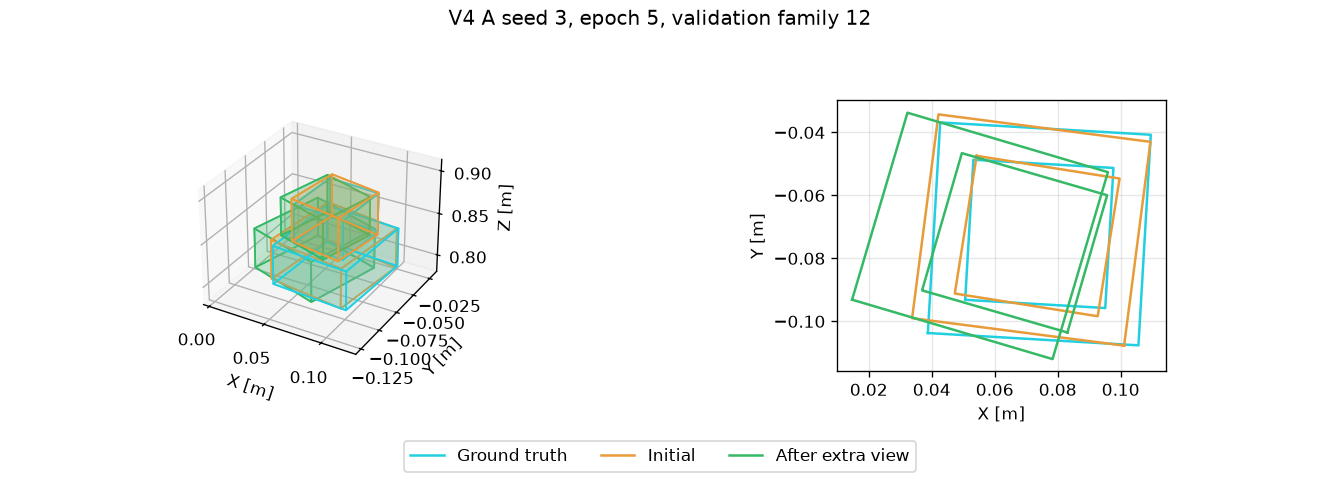 V4 A seed 3, epoch 5, validation family 12
0.90
0.85
0.80
Z [m]
0.00
0.05
0.10
X [m]
−0.025
−0.050
−0.075
−0.100
−0.125
Y [m]
−0.04
−0.06
−0.08
−0.10
Y [m]
0.02
0.04
0.06
0.08
0.10
X [m]
Ground truth
Initial
After extra view